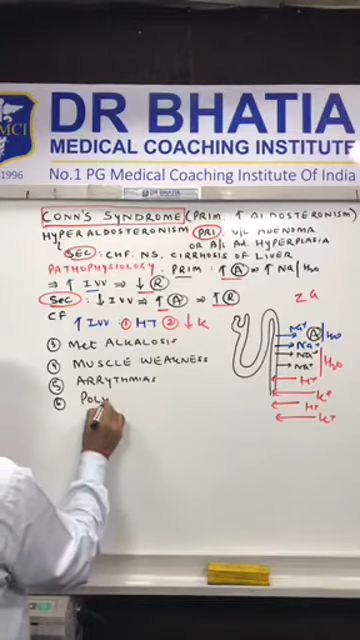 MCI
1996
DR BHATIA
MEDICAL COACHING INSTITUTE
No.1 PG Medical Coaching Institute Of India
CONN'S SYNDROME (PRIM. ↑ ALDOSTERONISM)
HYPERALDOSTERONISM (PRI) U/L ADENOMA
OR B/L Ad. HYPERPLASIA
(SEC): CHF. NS. CIRRHOSIS OF LIVER
PATHOPHYSIOLOGY. PRIM: ↑ (A) ⇒ ↑ Na/H2O
⇒ ↑ IVV ⇒ ↓ (R)
(Sec): ↓ IVV ⇒ ↑ (A) ⇒ ↑ (R)
CF ↑ IVV: ① HT ② ↓ K
③ Met ALKALOSIS
④ MUSCLE WEAKNESS
⑤ ARRYTHMIAS
⑥ POLY
Na+ (A) H2O
Na+
Na+ H2O
Na+
H+
K+
H+
K+